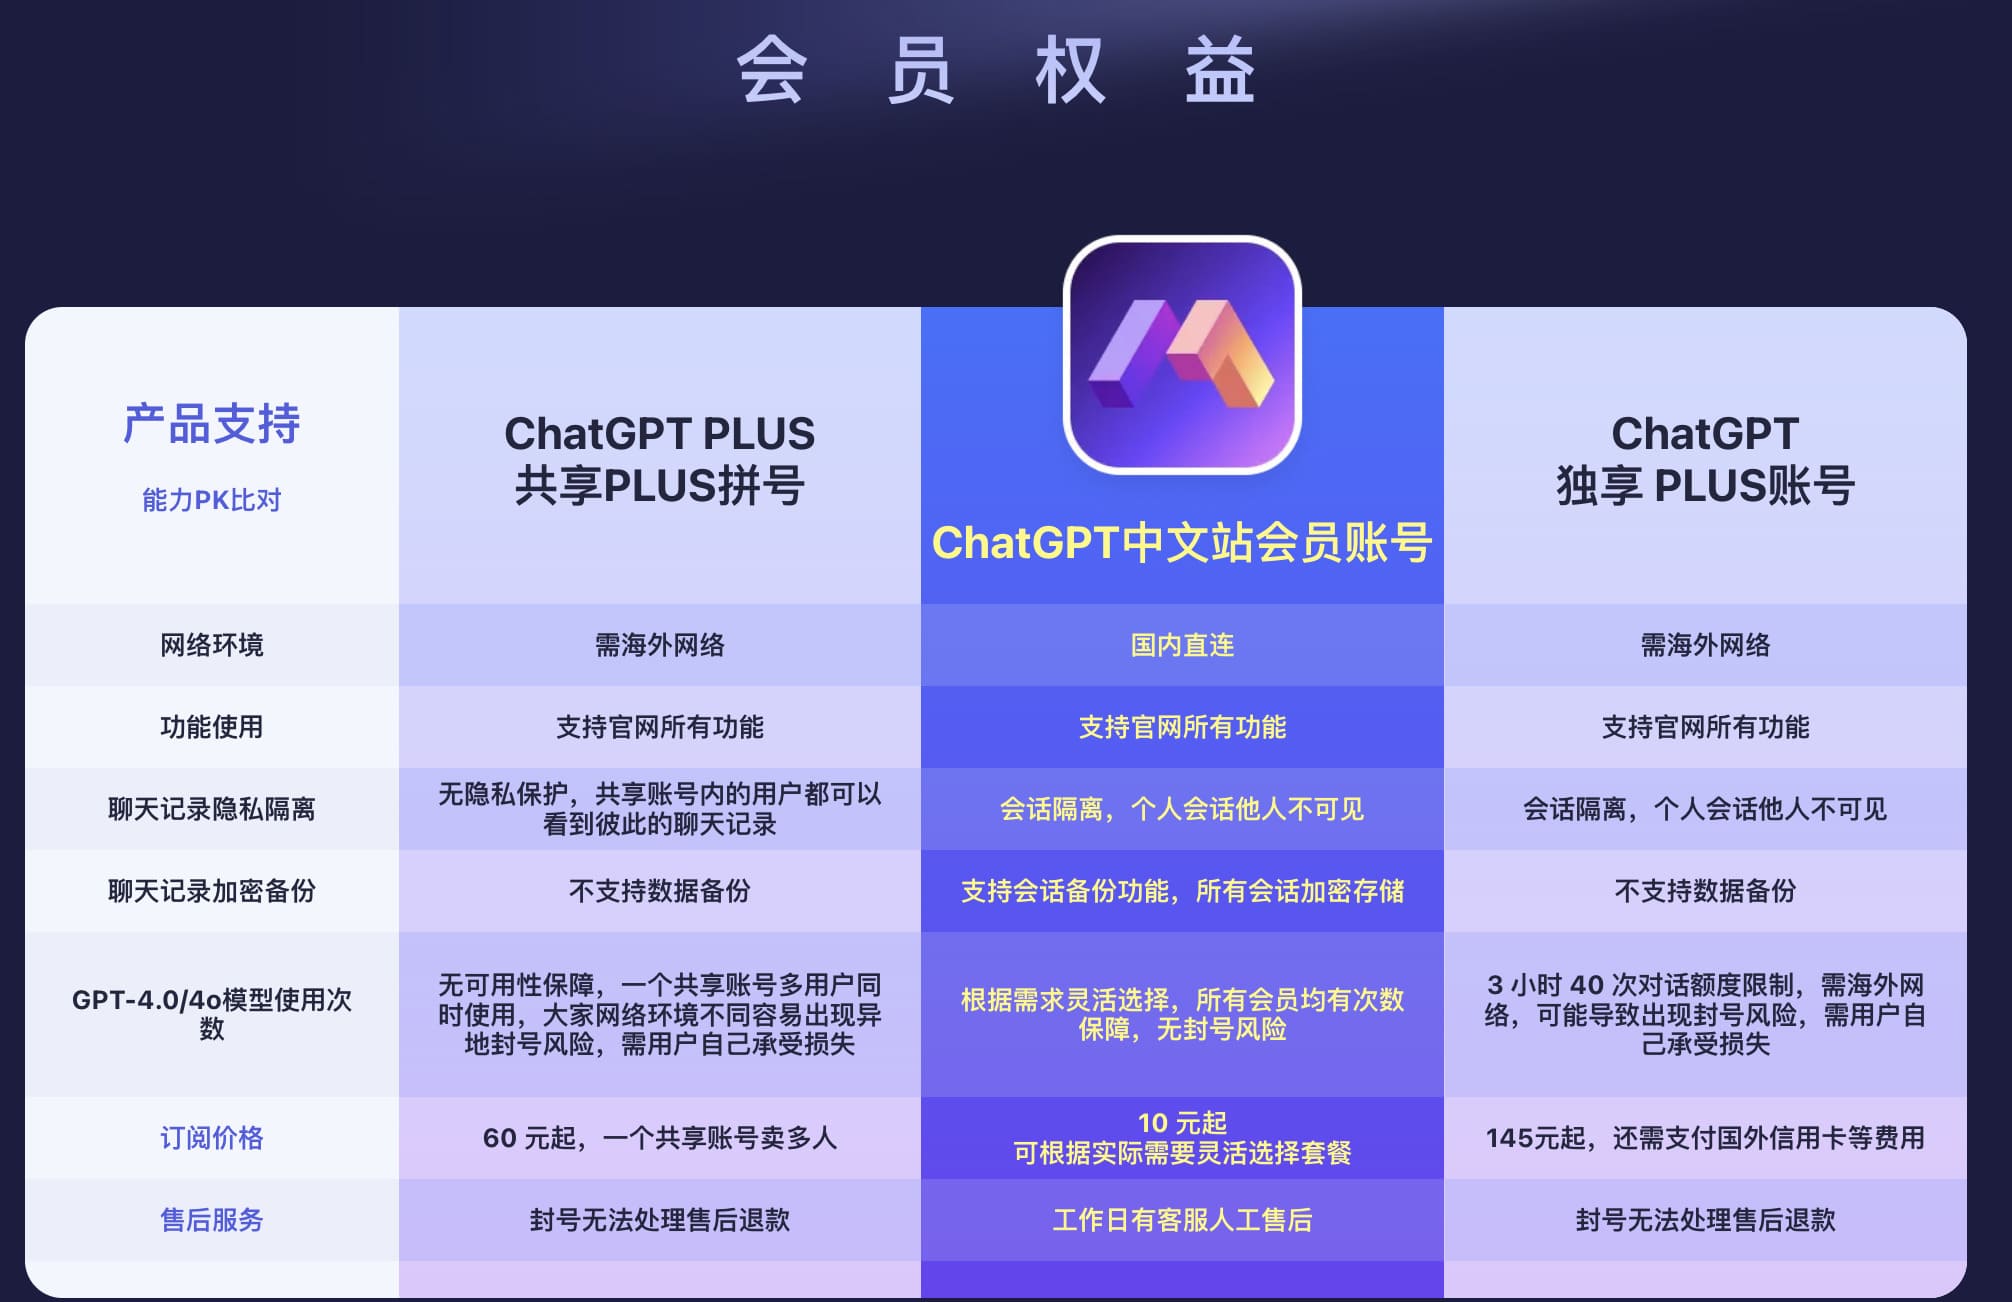 会员权益
产品支持
能力PK比对
ChatGPT PLUS
共享PLUS拼号
ChatGPT中文站会员账号
ChatGPT
独享 PLUS账号
网络环境
需海外网络
国内直连
需海外网络
功能使用
支持官网所有功能
支持官网所有功能
支持官网所有功能
聊天记录隐私隔离
无隐私保护，共享账号内的用户都可以
看到彼此的聊天记录
会话隔离，个人会话他人不可见
会话隔离，个人会话他人不可见
聊天记录加密备份
不支持数据备份
支持会话备份功能，所有会话加密存储
不支持数据备份
GPT-4.0/4o模型使用次
数
无可用性保障，一个共享账号多用户同
时使用，大家网络环境不同容易出现异
地封号风险，需用户自己承受损失
根据需求灵活选择，所有会员均有次数
保障，无封号风险
3 小时 40 次对话额度限制，需海外网
络，可能导致出现封号风险，需用户自
己承受损失
订阅价格
60 元起，一个共享账号卖多人
10 元起
可根据实际需要灵活选择套餐
145元起，还需支付国外信用卡等费用
售后服务
封号无法处理售后退款
工作日有客服人工售后
封号无法处理售后退款